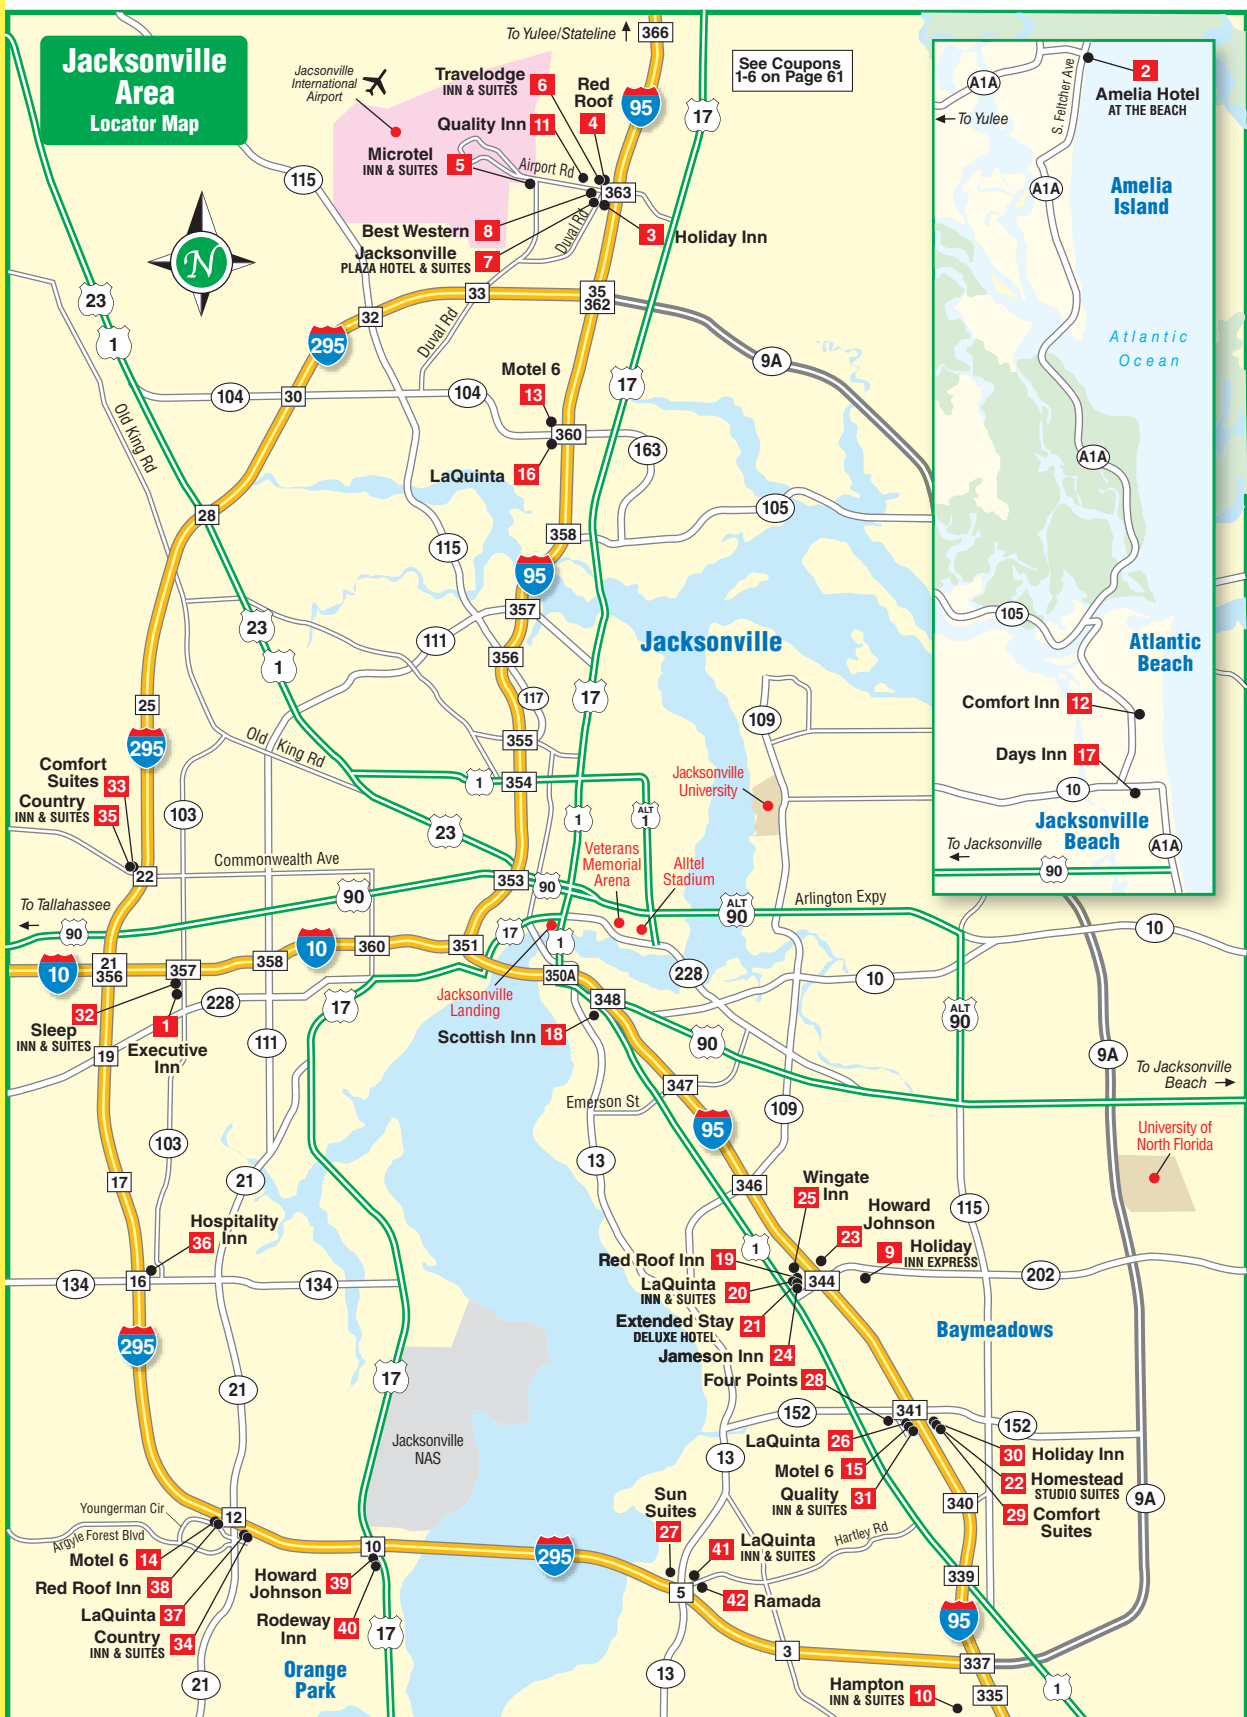 Jacksonville
Area
Locator Map
To Yulee/Stateline
366
See Coupons
1-6 on Page 61
Jacsonville
International
Airport
Travelodge
INN & SUITES
6
Red
Roof
4
95
17
Quality Inn 11
Microtel
INN & SUITES
5
Airport Rd
363
115
Best Western 8
Duval Rd
3 Holiday Inn
Jacksonville
PLAZA HOTEL & SUITES
7
N
23
1
33
35
362
32
295
Duval Rd
9A
Motel 6
13
17
104
30
104
360
163
Old King Rd
LaQuinta 16
28
105
358
115
95
357
23
111
Jacksonville
1
356
117
17
25
109
295
Old King Rd
355
Comfort
Suites 33
1
354
Jacksonville
University
Country
INN & SUITES
35
103
1
ALT
1
23
Veterans
Memorial
Arena
Alltel
Stadium
Commonwealth Ave
22
353
90
90
ALT
90
Arlington Expy
To Tallahassee
90
17
1
10
10
21
356
357
358
10
360
351
350A
228
10
32
Sleep
INN & SUITES
1
Executive
Inn
228
17
Jacksonville
Landing
348
Scottish Inn 18
ALT
90
111
19
90
9A
To Jacksonville
Beach
347
Emerson St
109
95
103
13
University of
North Florida
17
21
346
Wingate
Inn
25
115
Hospitality
Inn
36
Howard
Johnson
23
1
Red Roof Inn 19
9 Holiday
INN EXPRESS
134
16
134
LaQuinta
INN & SUITES
20
344
202
Extended Stay
DELUXE HOTEL
21
Baymeadows
295
Jameson Inn 24
17
Four Points 28
21
152
341
152
Jacksonville
NAS
LaQuinta 26
30 Holiday Inn
13
Motel 6 15
22 Homestead
STUDIO SUITES
Quality
INN & SUITES
31
340
29 Comfort
Suites
9A
Sun
Suites
27
Youngerman Cir
12
Argyle Forest Blvd
Hartley Rd
Motel 6 14
10
295
41 LaQuinta
INN & SUITES
Red Roof Inn 38
Howard
Johnson
39
339
5
42 Ramada
LaQuinta 37
Rodeway
Inn
40
17
95
Country
INN & SUITES
34
3
337
Orange
Park
21
13
Hampton
INN & SUITES
10
335
1
2
Amelia Hotel
AT THE BEACH
A1A
S. Feltcher Ave
To Yulee
A1A
Amelia
Island
Atlantic
Ocean
A1A
105
Atlantic
Beach
Comfort Inn 12
Days Inn 17
10
Jacksonville
Beach
To Jacksonville
A1A
90